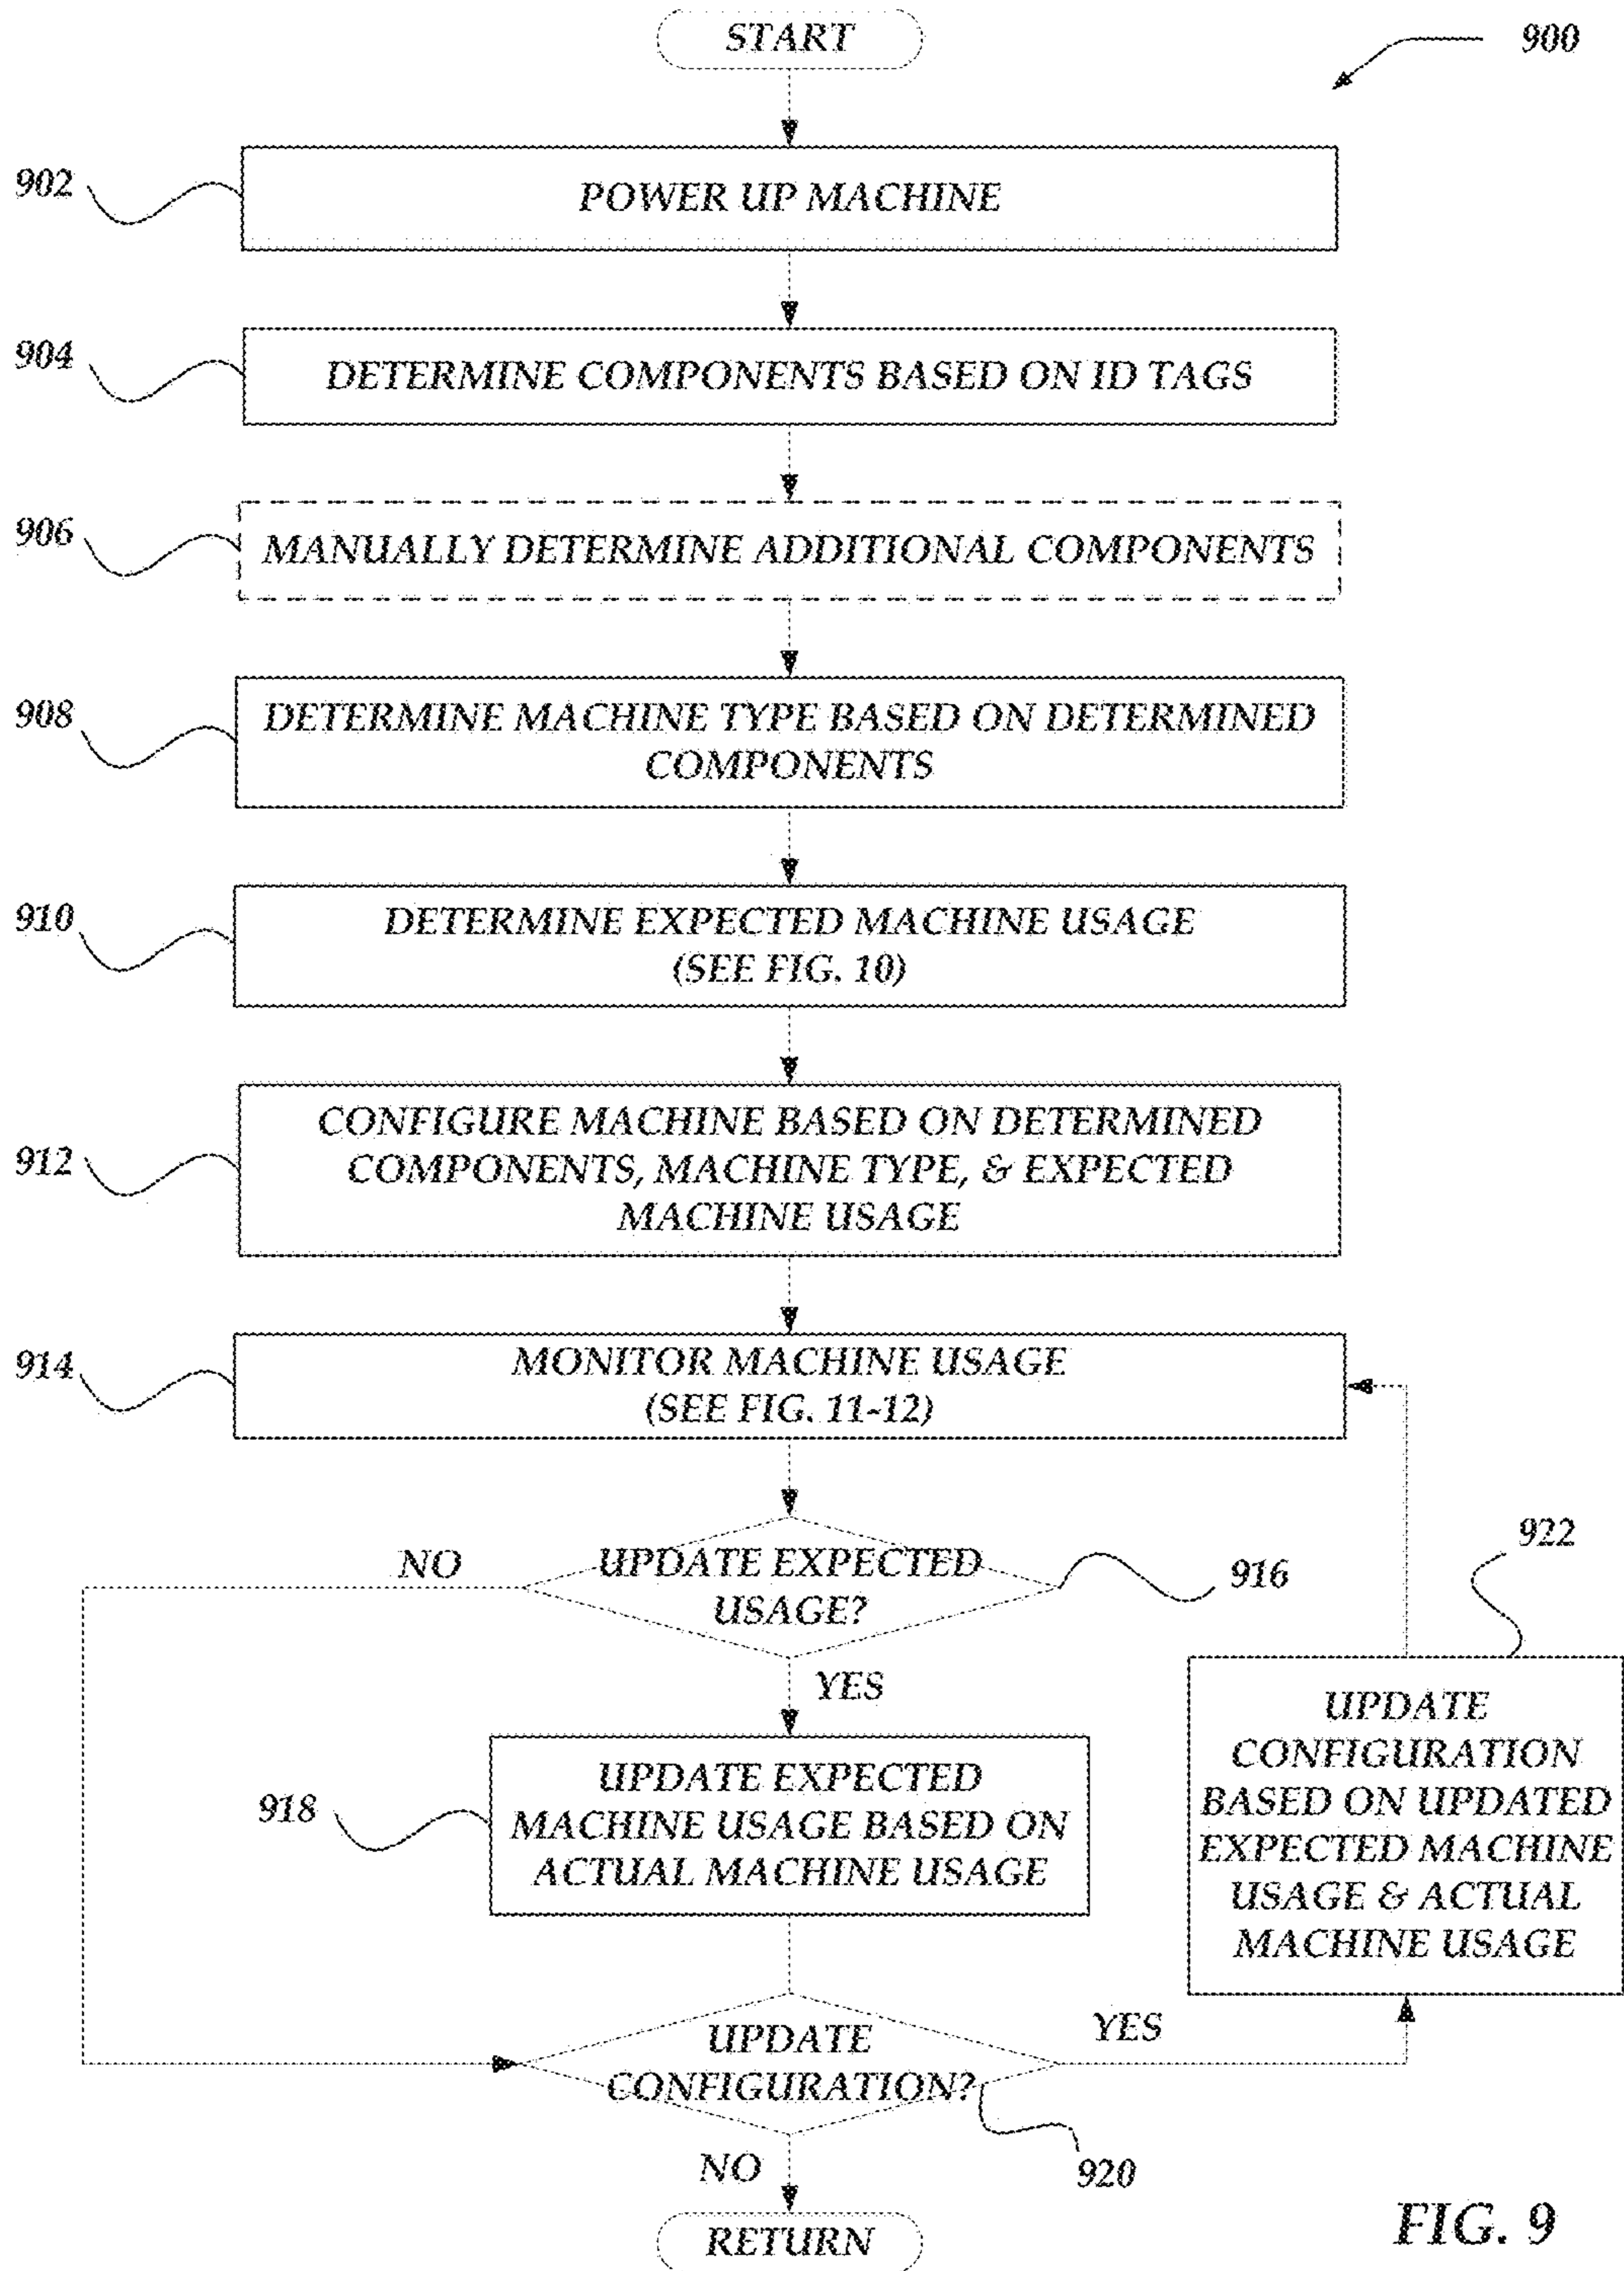 START
900
902
POWER UP MACHINE
904
DETERMINE COMPONENTS BASED ON ID TAGS
906
MANUALLY DETERMINE ADDITIONAL COMPONENTS
908
DETERMINE MACHINE TYPE BASED ON DETERMINED
COMPONENTS
910
DETERMINE EXPECTED MACHINE USAGE
(SEE FIG. 10)
912
CONFIGURE MACHINE BASED ON DETERMINED
COMPONENTS, MACHINE TYPE, & EXPECTED
MACHINE USAGE
914
MONITOR MACHINE USAGE
(SEE FIG. 11-12)
NO
UPDATE EXPECTED
USAGE?
916
YES
918
UPDATE EXPECTED
MACHINE USAGE BASED ON
ACTUAL MACHINE USAGE
922
UPDATE
CONFIGURATION
BASED ON UPDATED
EXPECTED MACHINE
USAGE & ACTUAL
MACHINE USAGE
UPDATE
CONFIGURATION?
YES
920
NO
RETURN
FIG. 9